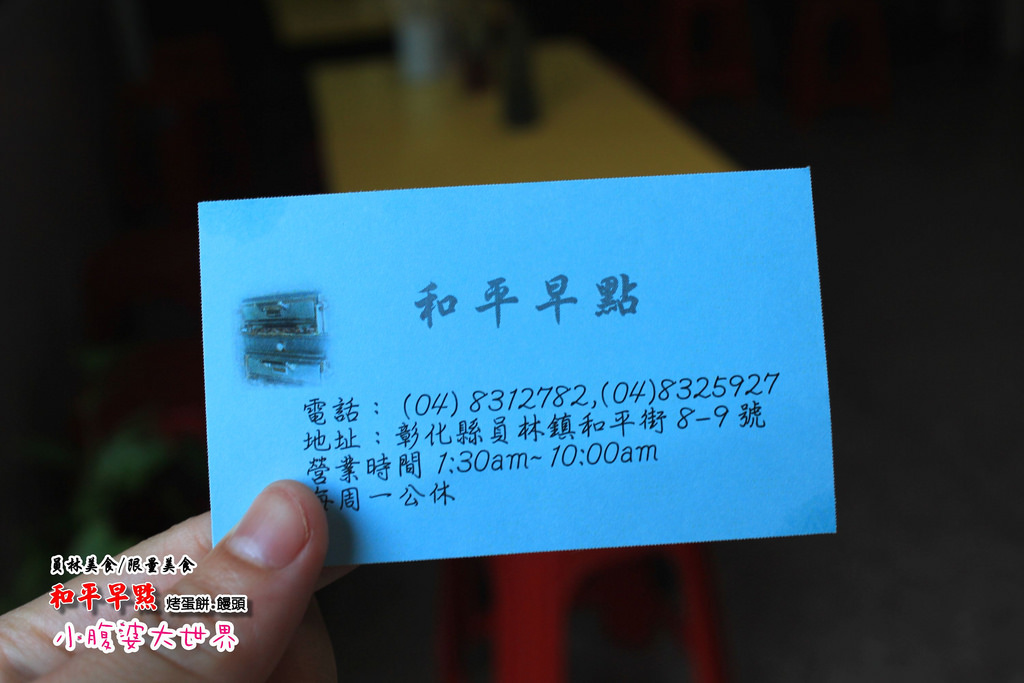 和平早點
電話：(04) 8312782,(04)8325927
地址：彰化縣員林鎮和平街 8-9 號
營業時間 1:30am~10:00am
每周一公休
員林美食/限量美食
和平早點 烤蛋餅.饅頭
小腹婆大世界